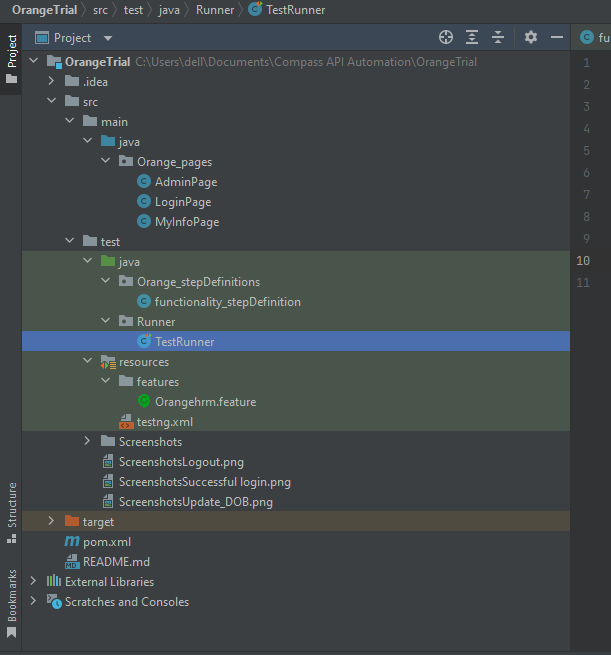 OrangeTrial src test java Runner TestRunner
Project
Project
fu
OrangeTrial C:\Users\dell\Documents\Compass API Automation\OrangeTrial
.idea
src
main
java
Orange_pages
AdminPage
LoginPage
MyInfoPage
test
java
Orange_stepDefinitions
functionality_stepDefinition
Runner
TestRunner
resources
features
Orangehrm.feature
testng.xml
Screenshots
ScreenshotsLogout.png
ScreenshotsSuccessful login.png
ScreenshotsUpdate_DOB.png
target
pom.xml
README.md
External Libraries
Scratches and Consoles
1
2
3
4
5
6
7
8
9
10
11
Structure
Bookmarks